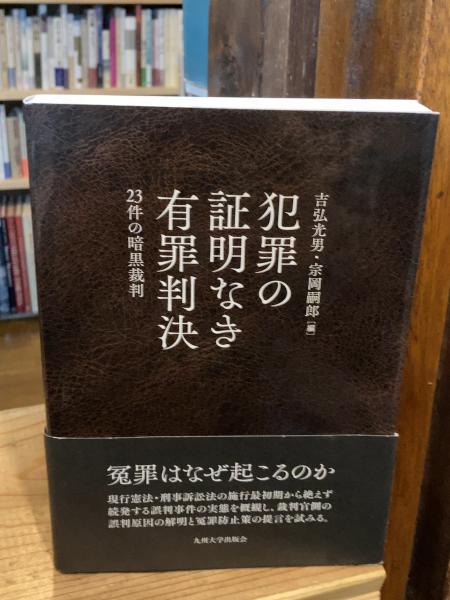 吉弘光男・宗岡嗣郎［編］
犯罪の
証明なき
有罪判決
23件の暗黒裁判
冤罪はなぜ起こるのか
現行憲法・刑事訴訟法の施行最初期から絶えず
続発する誤判事件の実態を概観し、裁判官側の
誤判原因の解明と冤罪防止策の提言を試みる。
九州大学出版会